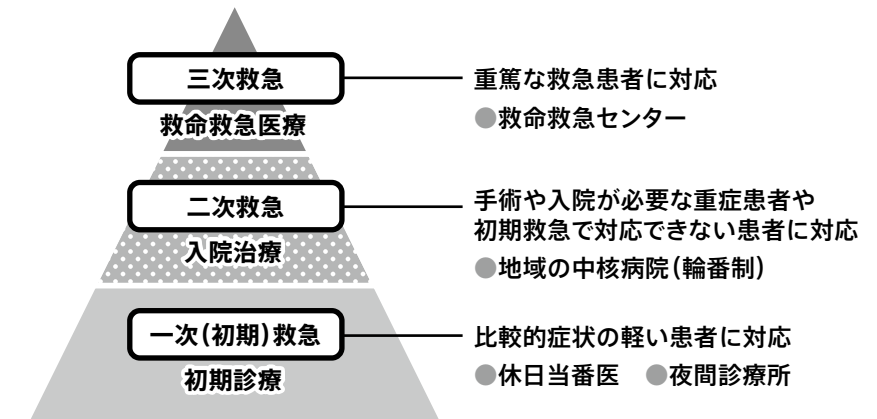 三次救急
救命救急医療
重篤な救急患者に対応
●救命救急センター
二次救急
入院治療
手術や入院が必要な重症患者や
初期救急で対応できない患者に対応
●地域の中核病院(輪番制)
一次(初期)救急
初期診療
比較的症状の軽い患者に対応
●休日当番医 ●夜間診療所